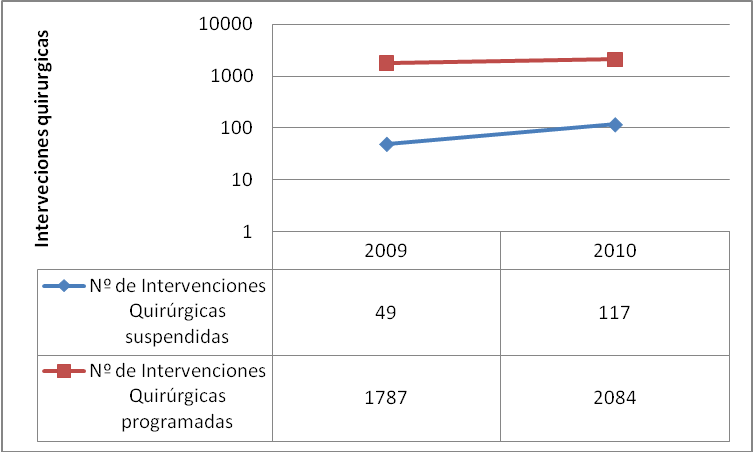 Interveciones quirurgicas
10000
1000
100
10
1
2009 2010
Nº de Intervenciones
Quirúrgicas
suspendidas
49 117
Nº de Intervenciones
Quirúrgicas
programadas
1787 2084